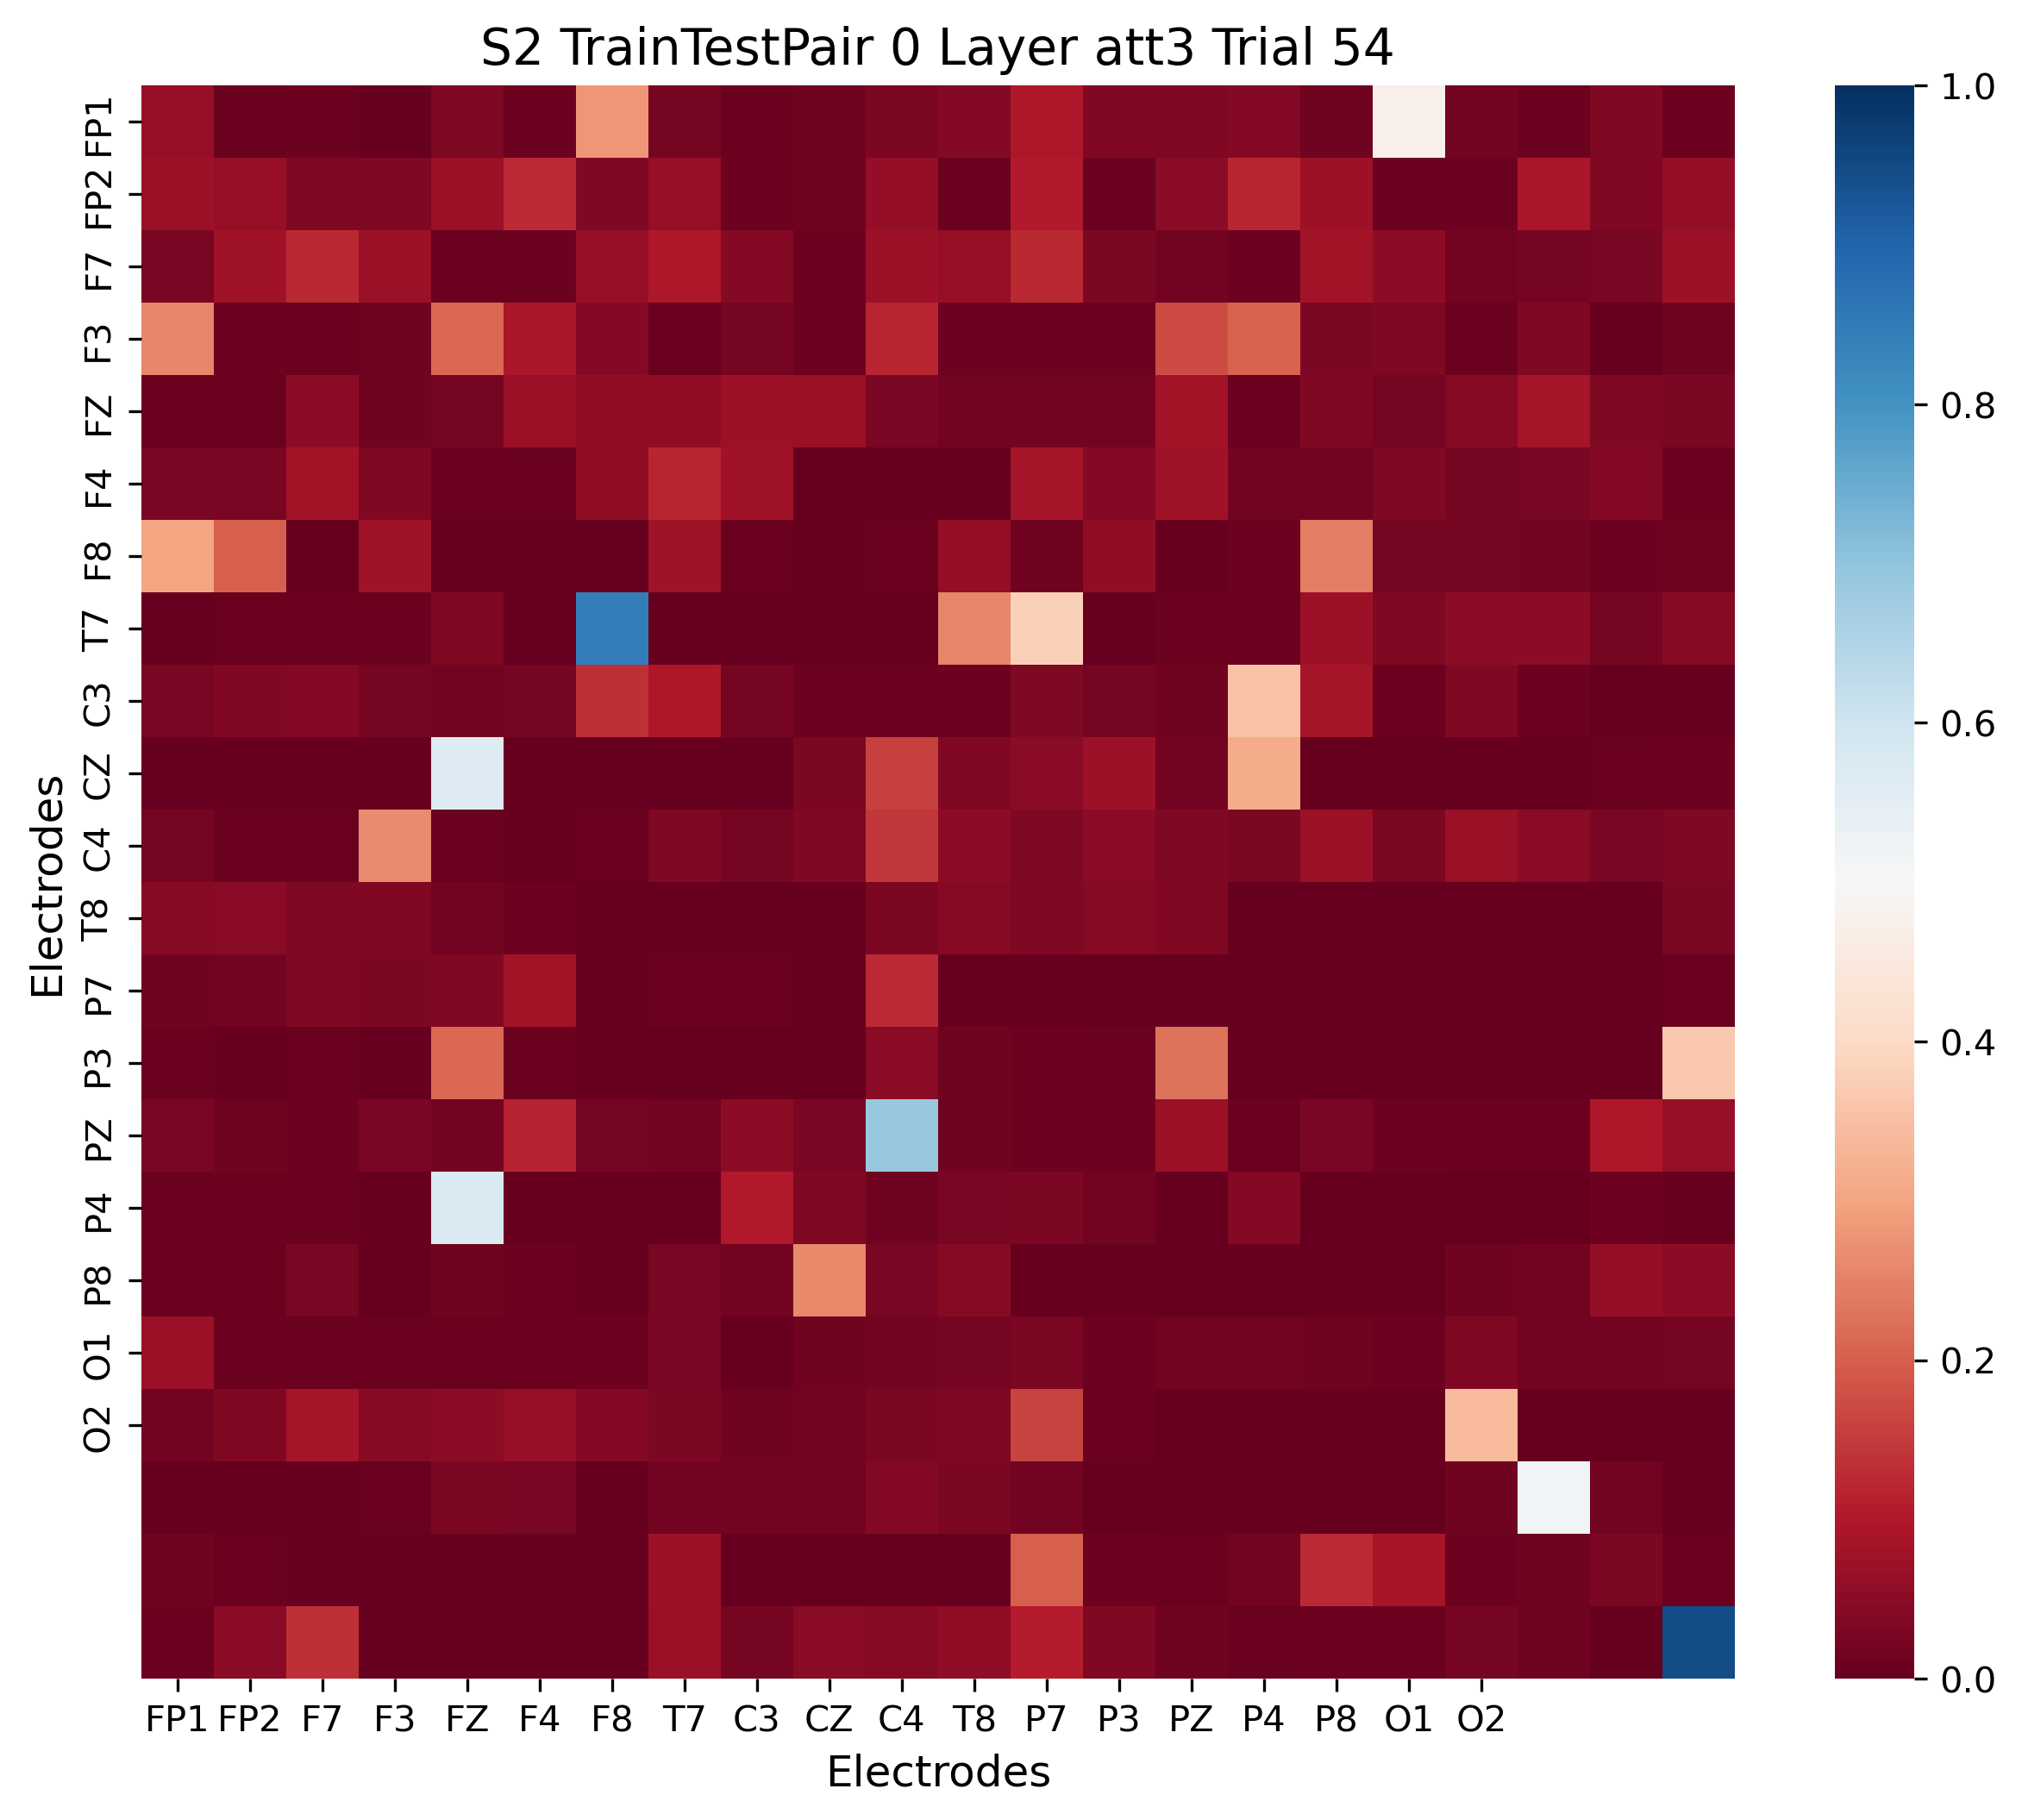 S2 TrainTestPair 0 Layer att3 Trial 54
Electrodes
FP1
FP2
F7
F3
FZ
F4
F8
T7
C3
CZ
C4
T8
P7
P3
PZ
P4
P8
O1
O2
FP1 FP2 F7 F3 FZ F4 F8 T7 C3 CZ C4 T8 P7 P3 PZ P4 P8 O1 O2
Electrodes
1.0
0.8
0.6
0.4
0.2
0.0